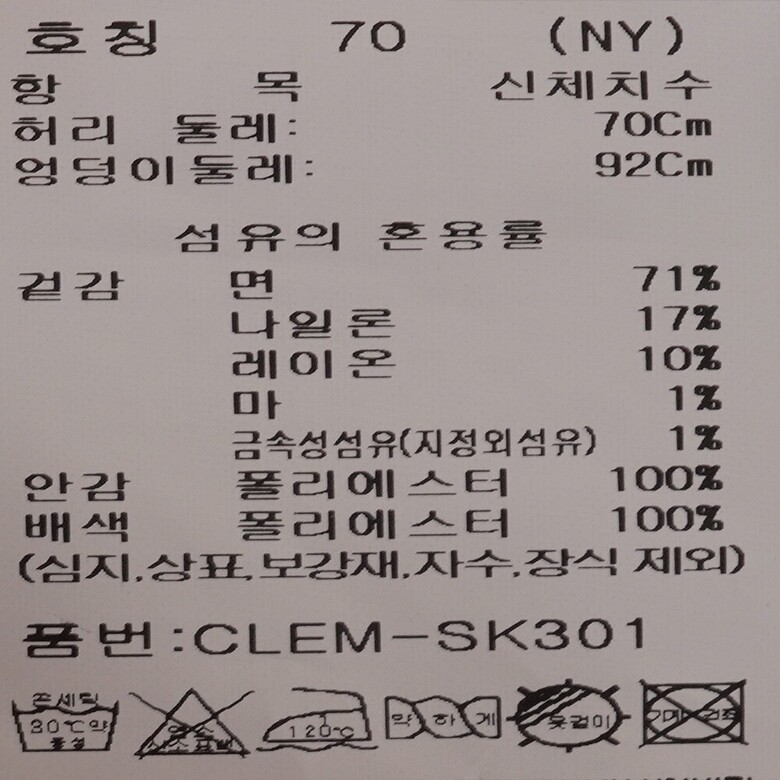 호칭 70 (NY)
항 목 신체치수
허리 둘레: 70Cm
엉덩이둘레: 92Cm
섬유의 혼용률
겉감 면 71%
나일론 17%
레이온 10%
마 1%
금속성섬유(지정외섬유) 1%
안감 폴리에스터 100%
배색 폴리에스터 100%
(심지.상표.보강재.자수.장식 제외)
품번:CLEM-SK301
30℃약 120℃ 약하게 옷걸이
중성